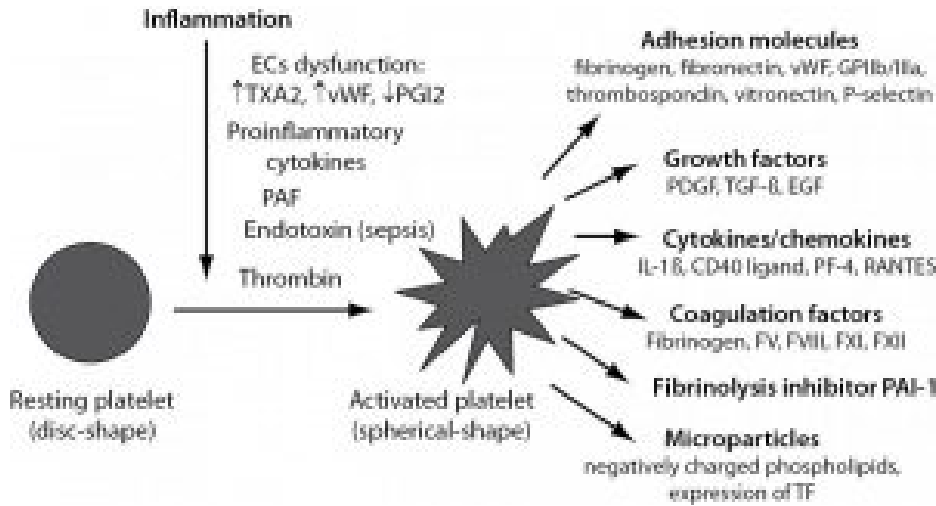 Inflammation
ECs dysfunction:
↑TXA2, ↑vWF, ↓PGI2
Proinflammatory
cytokines
PAF
Endotoxin (sepsis)
Thrombin
Resting platelet
(disc-shape)
Activated platelet
(spherical-shape)
Adhesion molecules
fibrinogen, fibronectin, vWF, GPIIb/IIIa,
thrombospondin, vitronectin, P-selectin
Growth factors
PDGF, TGF-ß, EGF
Cytokines/chemokines
IL-1ß, CD40 ligand, PF-4, RANTES
Coagulation factors
Fibrinogen, FV, FVIII, FXI, FXII
Fibrinolysis inhibitor PAI-1
Microparticles
negatively charged phospholipids,
expression of TF